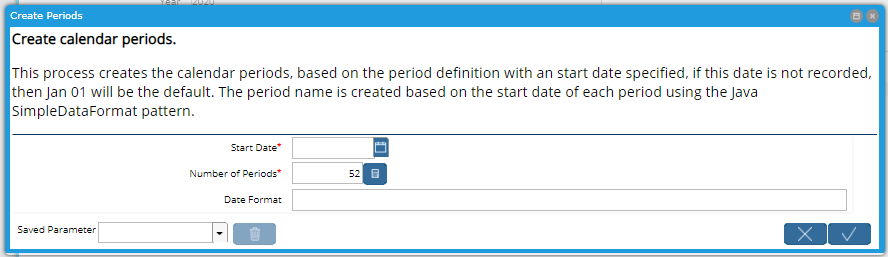 Year 2020
Create Periods
Create calendar periods.
This process creates the calendar periods, based on the period definition with an start date specified, if this date is not recorded,
then Jan 01 will be the default. The period name is created based on the start date of each period using the Java
SimpleDataFormat pattern.
Start Date*
Number of Periods* 52
Date Format
Saved Parameter